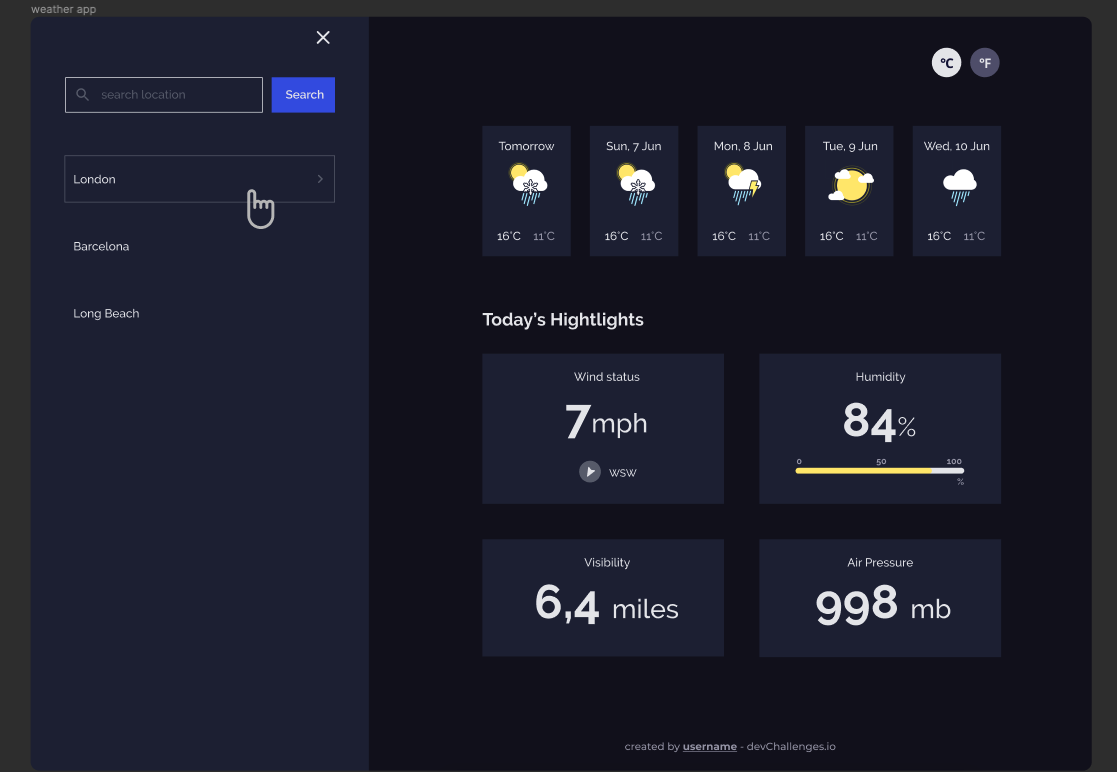 weather app
search location
Search
London
Barcelona
Long Beach
°C °F
Tomorrow
16°C 11°C
Sun, 7 Jun
16°C 11°C
Mon, 8 Jun
16°C 11°C
Tue, 9 Jun
16°C 11°C
Wed, 10 Jun
16°C 11°C
Today’s Hightlights
Wind status
7mph
WSW
Humidity
84%
0 50 100
%
Visibility
6,4 miles
Air Pressure
998 mb
created by username - devChallenges.io